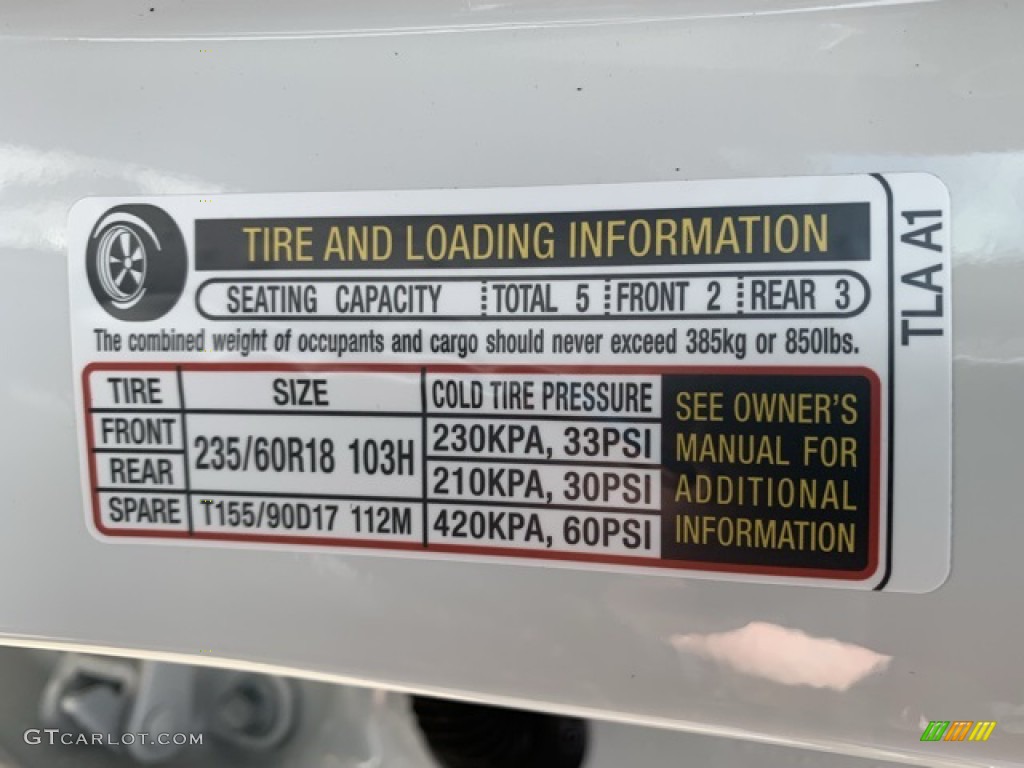 TIRE AND LOADING INFORMATION
SEATING CAPACITY TOTAL 5 FRONT 2 REAR 3
The combined weight of occupants and cargo should never exceed 385kg or 850lbs.
TIRE SIZE COLD TIRE PRESSURE
FRONT 235/60R18 103H 230KPA, 33PSI
REAR 210KPA, 30PSI
SPARE T155/90D17 112M 420KPA, 60PSI
SEE OWNER'S
MANUAL FOR
ADDITIONAL
INFORMATION
TLA A1
GTCARLOT.COM